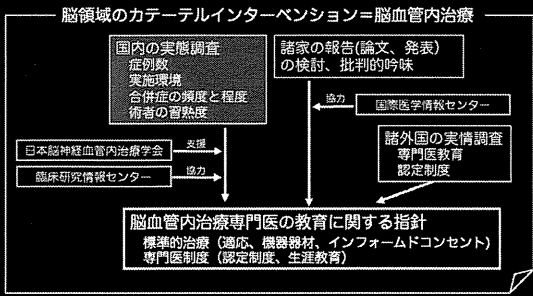 脳領域のカテーテルインターベンション＝脳血管内治療
国内の実態調査
症例数
実施環境
合併症の頻度と程度
術者の習熟度
諸家の報告(論文、発表)
の検討、批判的吟味
協力
国際医学情報センター
諸外国の実情調査
専門医教育
認定制度
日本脳神経血管内治療学会
支援
臨床研究情報センター
協力
脳血管内治療専門医の教育に関する指針
標準的治療（適応、機器器材、インフォームドコンセント）
専門医制度（認定制度、生涯教育）